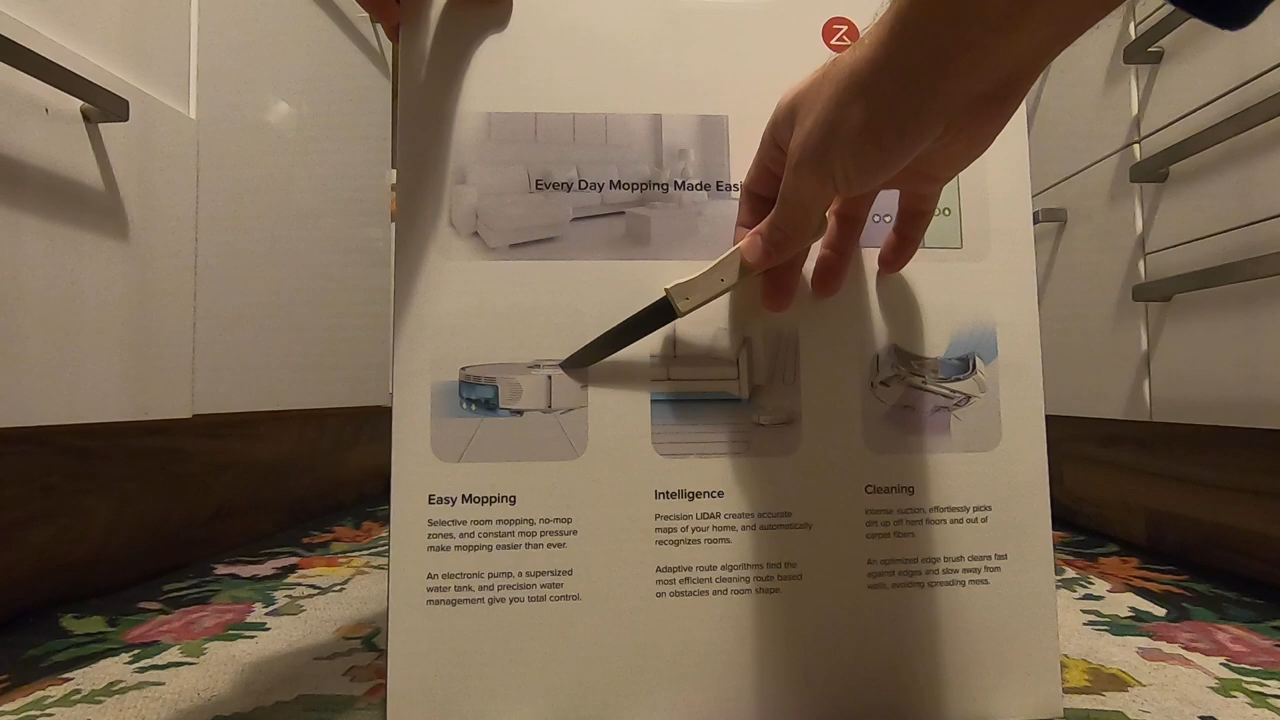 Every Day Mopping Made Easi
Easy Mopping
Selective room mopping, no-mop
zones, and constant mop pressure
make mopping easier than ever.
An electronic pump, a supersized
water tank, and precision water
management give you total control.
Intelligence
Precision LIDAR creates accurate
maps of your home, and automatically
recognizes rooms.
Adaptive route algorithms find the
most efficient cleaning route based
on obstacles and room shape.
Cleaning
Intense suction, effortlessly picks
dirt up off hard floors and out of
carpet fibers.
An optimized edge brush cleans fast
against edges and slow away from
walls, avoiding spreading mess.